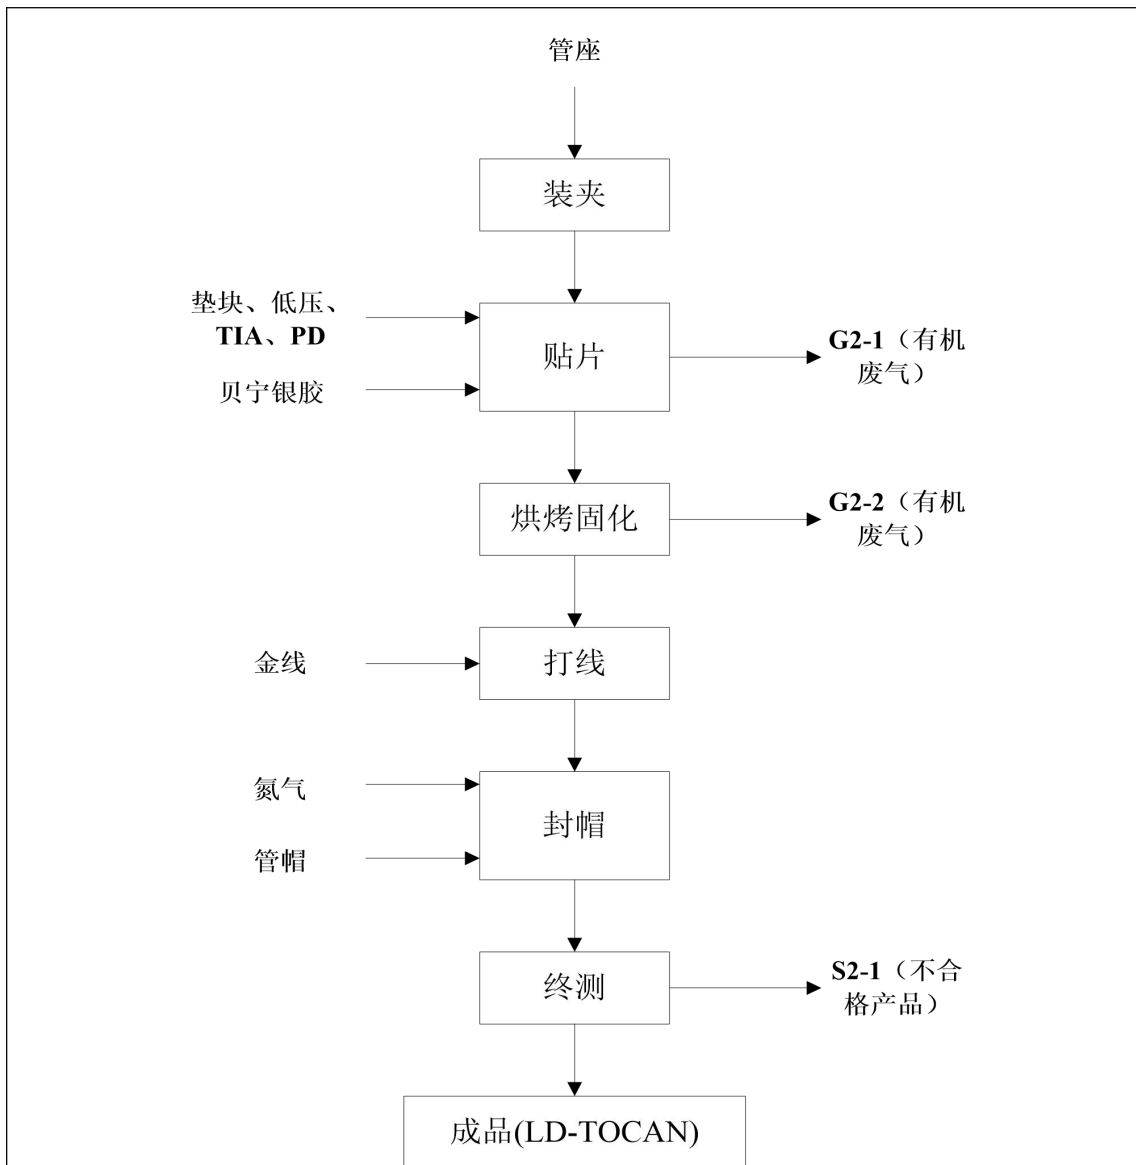 管座
装夹
垫块、低压、
TIA、PD
贝宁银胶
贴片
G2-1（有机
废气）
烘烤固化
G2-2（有机
废气）
金线
打线
氮气
管帽
封帽
终测
S2-1（不合
格产品）
成品(LD-TOCAN)